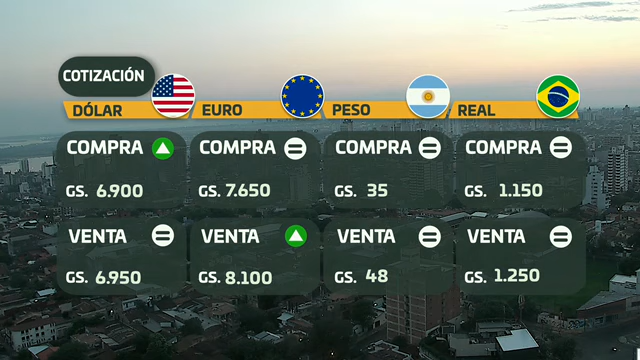 COTIZACIÓN
DÓLAR EURO PESO REAL
COMPRA COMPRA COMPRA COMPRA
GS. 6.900 GS. 7.650 GS. 35 GS. 1.150
VENTA VENTA VENTA VENTA
GS. 6.950 GS. 8.100 GS. 48 GS. 1.250